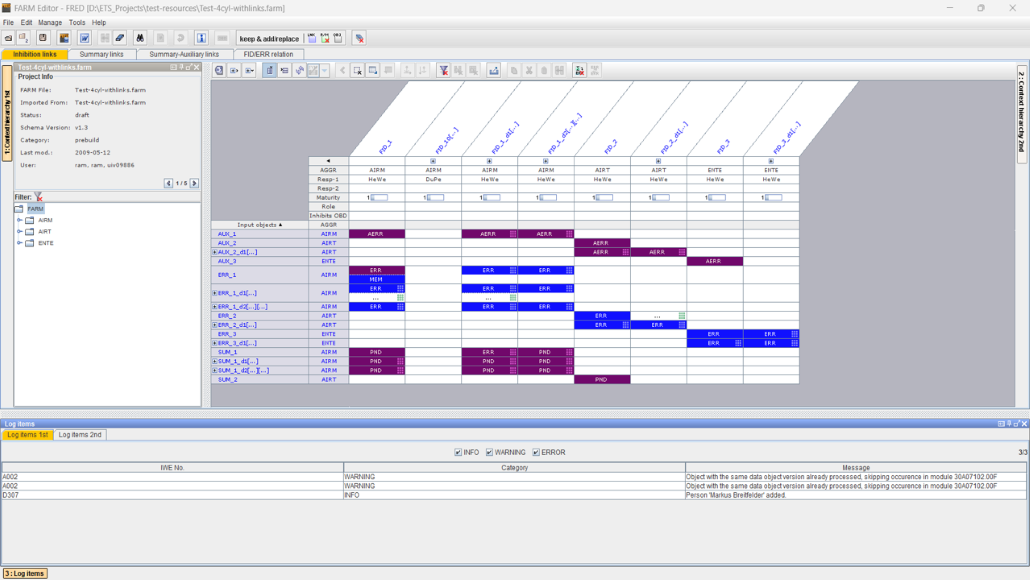 FARM Editor - FRED [D:\ETS_Projects\test-resources\Test-4cyl-withlinks.farm]
File Edit Manage Tools Help
keep & add/replace
Inhibition links Summary links Summary-Auxiliary links FID/ERR relation
1: Context hierarchy 1st
2: Context hierarchy 2nd
Test-4cyl-withlinks.farm
Project Info
FARM File: Test-4cyl-withlinks.farm
Imported From: Test-4cyl-withlinks.farm
Status: draft
Schema Version: v1.3
Category: prebuild
Last mod.: 2009-05-12
User: ram, ram, uiv09886
1 / 5
Filter:
FARM
AIRM
AIRT
ENTE
FID_1 FID_10[...] FID_1_d1[...] FID_1_d2[...][...] FID_2 FID_2_d1[...] FID_3 FID_3_d1[...]
AGGR AIRM AIRM AIRM AIRM AIRT AIRT ENTE ENTE
Resp-1 HeWe DuPe HeWe HeWe HeWe HeWe HeWe HeWe
Resp-2
Maturity 1 1 1 1 1 1 1 1
Role
Inhibits OBD
Input objects AGGR
AUX_1 AIRM AERR AERR AERR
AUX_2 AIRT AERR
AUX_2_d1[...] AIRT AERR AERR
AUX_3 ENTE AERR
ERR_1 AIRM ERR ERR ERR
MEM
ERR_1_d1[...] AIRM ERR ERR ERR
... ...
ERR_1_d2[...][...] AIRM ERR ERR ERR
ERR_2 AIRT ERR ...
ERR_2_d1[...] AIRT ERR ERR
ERR_3 ENTE ERR ERR
ERR_3_d1[...] ENTE ERR ERR
SUM_1 AIRM PND ERR PND
SUM_1_d1[...] AIRM PND PND PND
SUM_1_d2[...][...] AIRM PND PND PND
SUM_2 AIRT PND
Log items
Log items 1st Log items 2nd
INFO WARNING ERROR 3/3
IWE No. Category Message
A002 WARNING Object with the same data object version already processed, skipping occurence in module 30A07102.00F
A002 WARNING Object with the same data object version already processed, skipping occurence in module 30A07102.00F
D307 INFO Person 'Markus Breitfelder' added.
3 : Log items